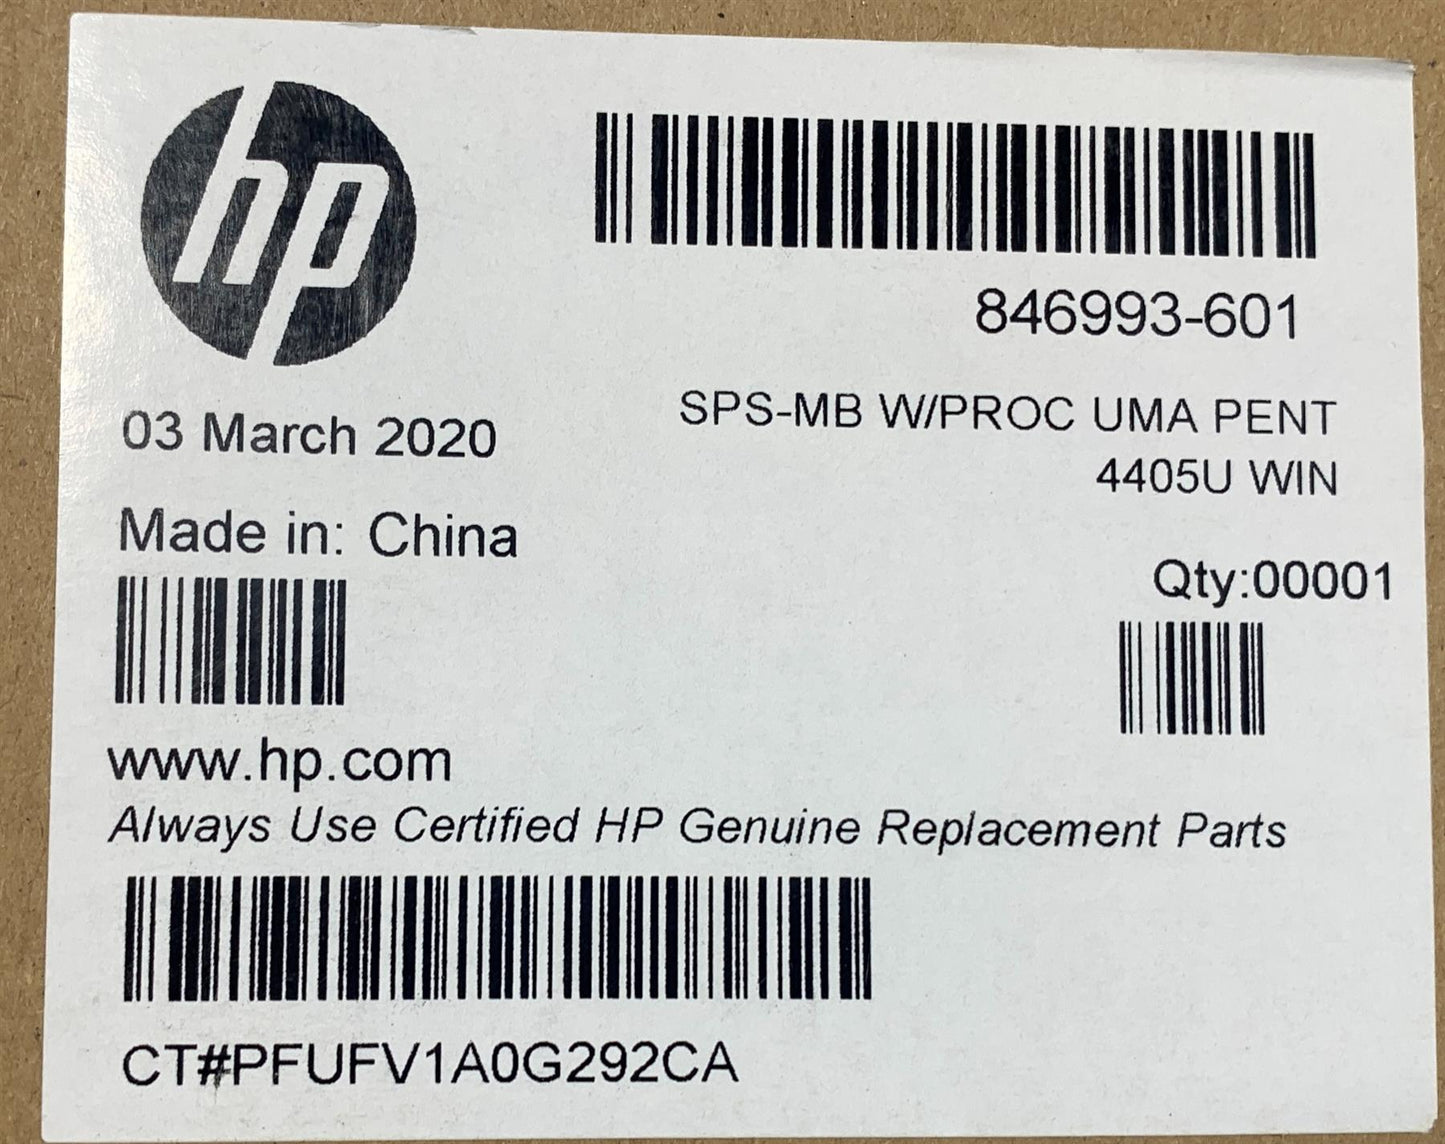 hp
846993-601
03 March 2020
SPS-MB W/PROC UMA PENT
4405U WIN
Made in: China
Qty:00001
www.hp.com
Always Use Certified HP Genuine Replacement Parts
CT#PFUFV1A0G292CA